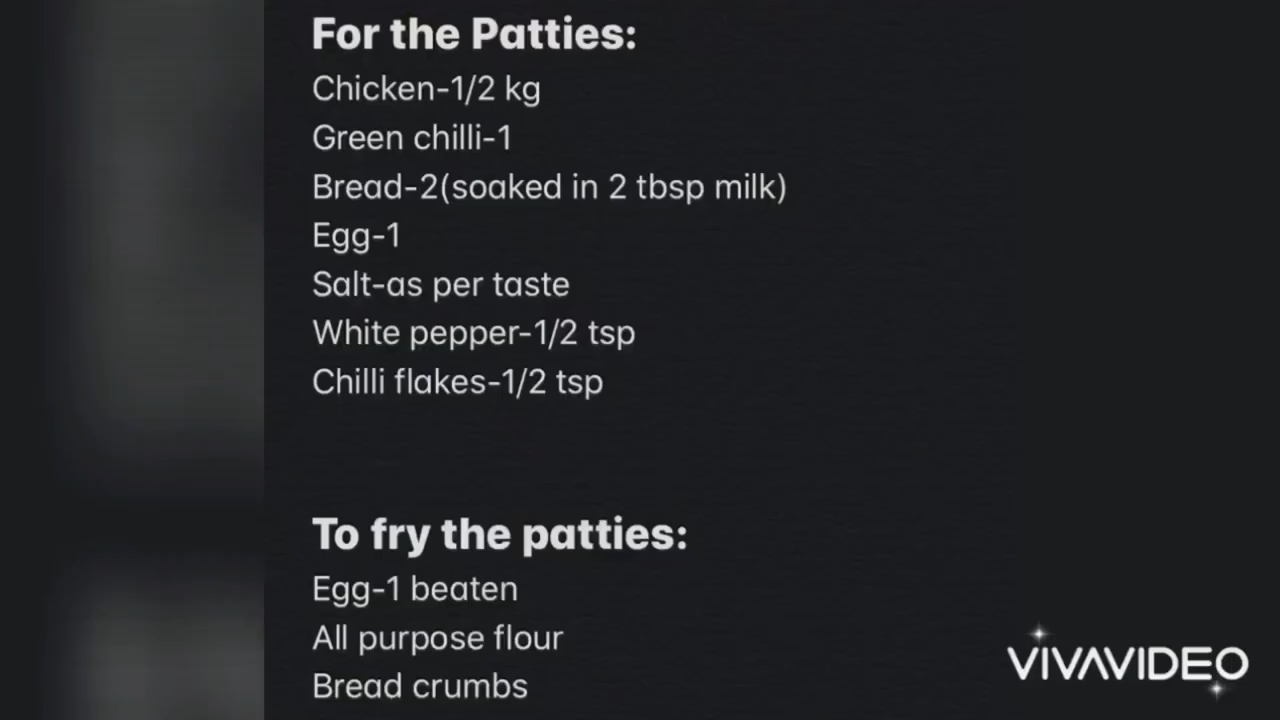 For the Patties:
Chicken-1/2 kg
Green chilli-1
Bread-2(soaked in 2 tbsp milk)
Egg-1
Salt-as per taste
White pepper-1/2 tsp
Chilli flakes-1/2 tsp
To fry the patties:
Egg-1 beaten
All purpose flour
Bread crumbs
VIVAVIDEO